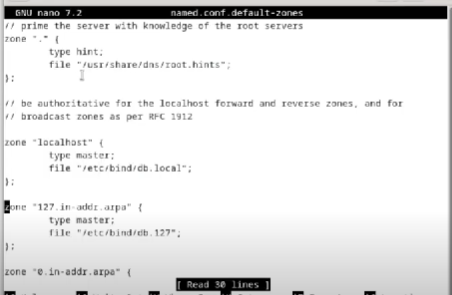 GNU nano 7.2 named.conf.default-zones
// prime the server with knowledge of the root servers
zone "." {
type hint;
file "/usr/share/dns/root.hints";
};
// be authoritative for the localhost forward and reverse zones, and for
// broadcast zones as per RFC 1912
zone "localhost" {
type master;
file "/etc/bind/db.local";
};
zone "127.in-addr.arpa" {
type master;
file "/etc/bind/db.127";
};
zone "0.in-addr.arpa" {
[ Read 30 lines ]